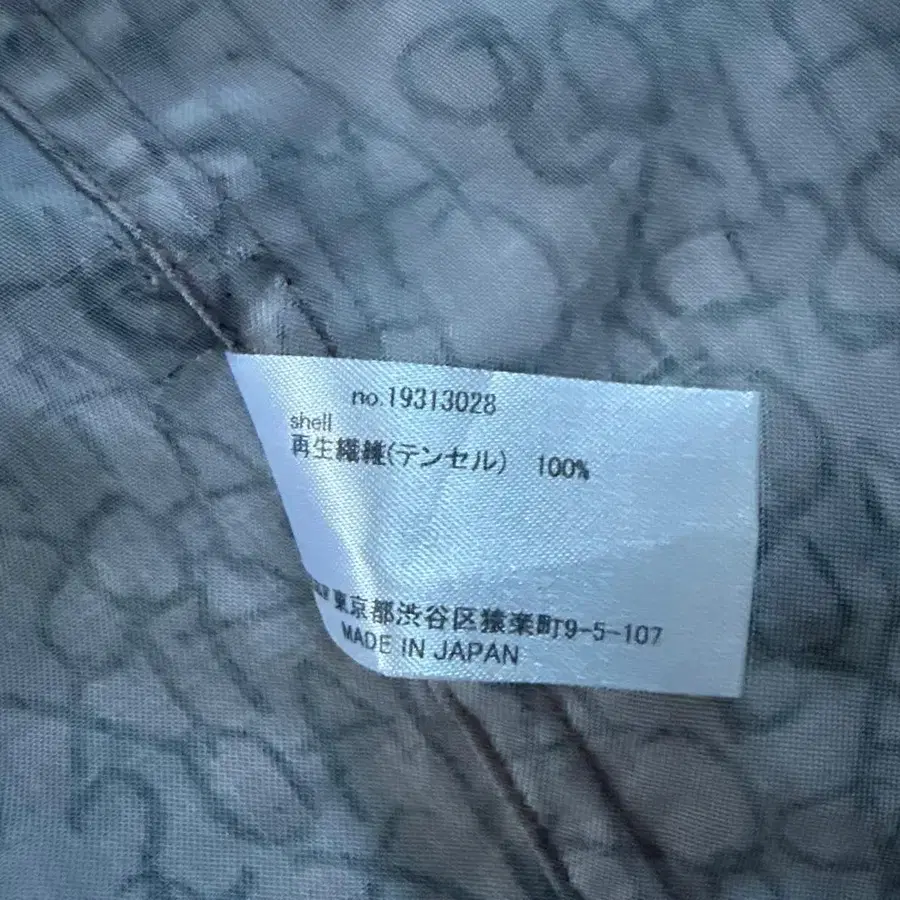 no.19313028
shell
再生繊維(テンセル) 100%
東京都渋谷区猿楽町9-5-107
MADE IN JAPAN